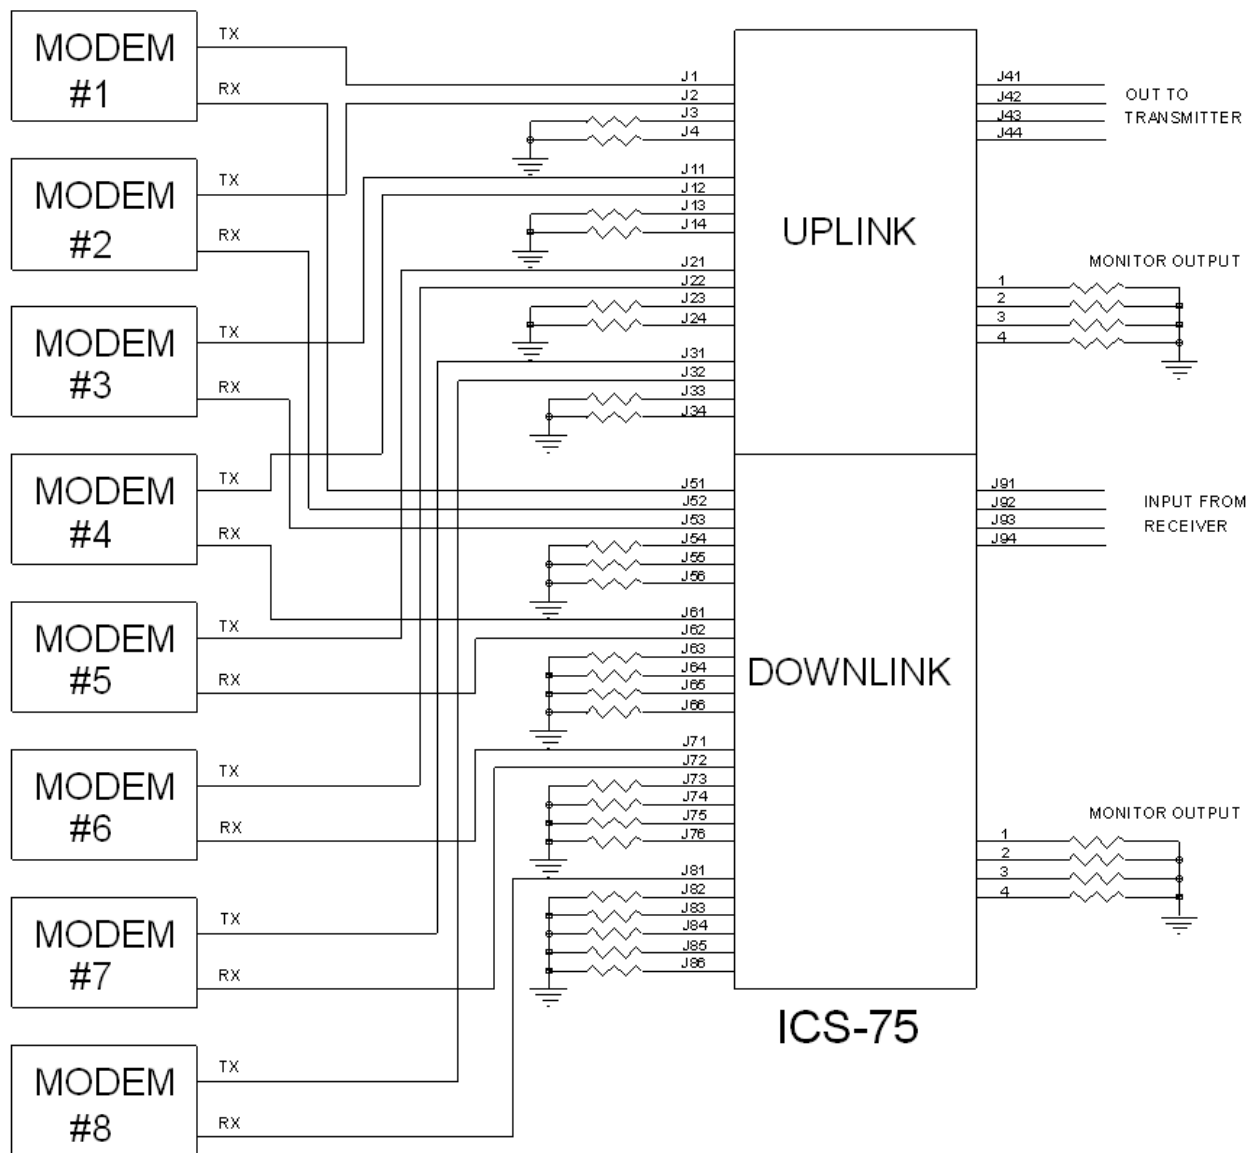 MODEM
#1
TX
RX
MODEM
#2
TX
RX
MODEM
#3
TX
RX
MODEM
#4
TX
RX
MODEM
#5
TX
RX
MODEM
#6
TX
RX
MODEM
#7
TX
RX
MODEM
#8
TX
RX
J1
J2
J3
J4
J11
J12
J13
J14
J21
J22
J23
J24
J31
J32
J33
J34
J51
J52
J53
J54
J55
J56
J61
J62
J63
J64
J65
J66
J71
J72
J73
J74
J75
J76
J81
J82
J83
J84
J85
J86
UPLINK
DOWNLINK
ICS-75
J41
J42
J43
J44
OUT TO
TRANSMITTER
MONITOR OUTPUT
1
2
3
4
J91
J92
J93
J94
INPUT FROM
RECEIVER
MONITOR OUTPUT
1
2
3
4